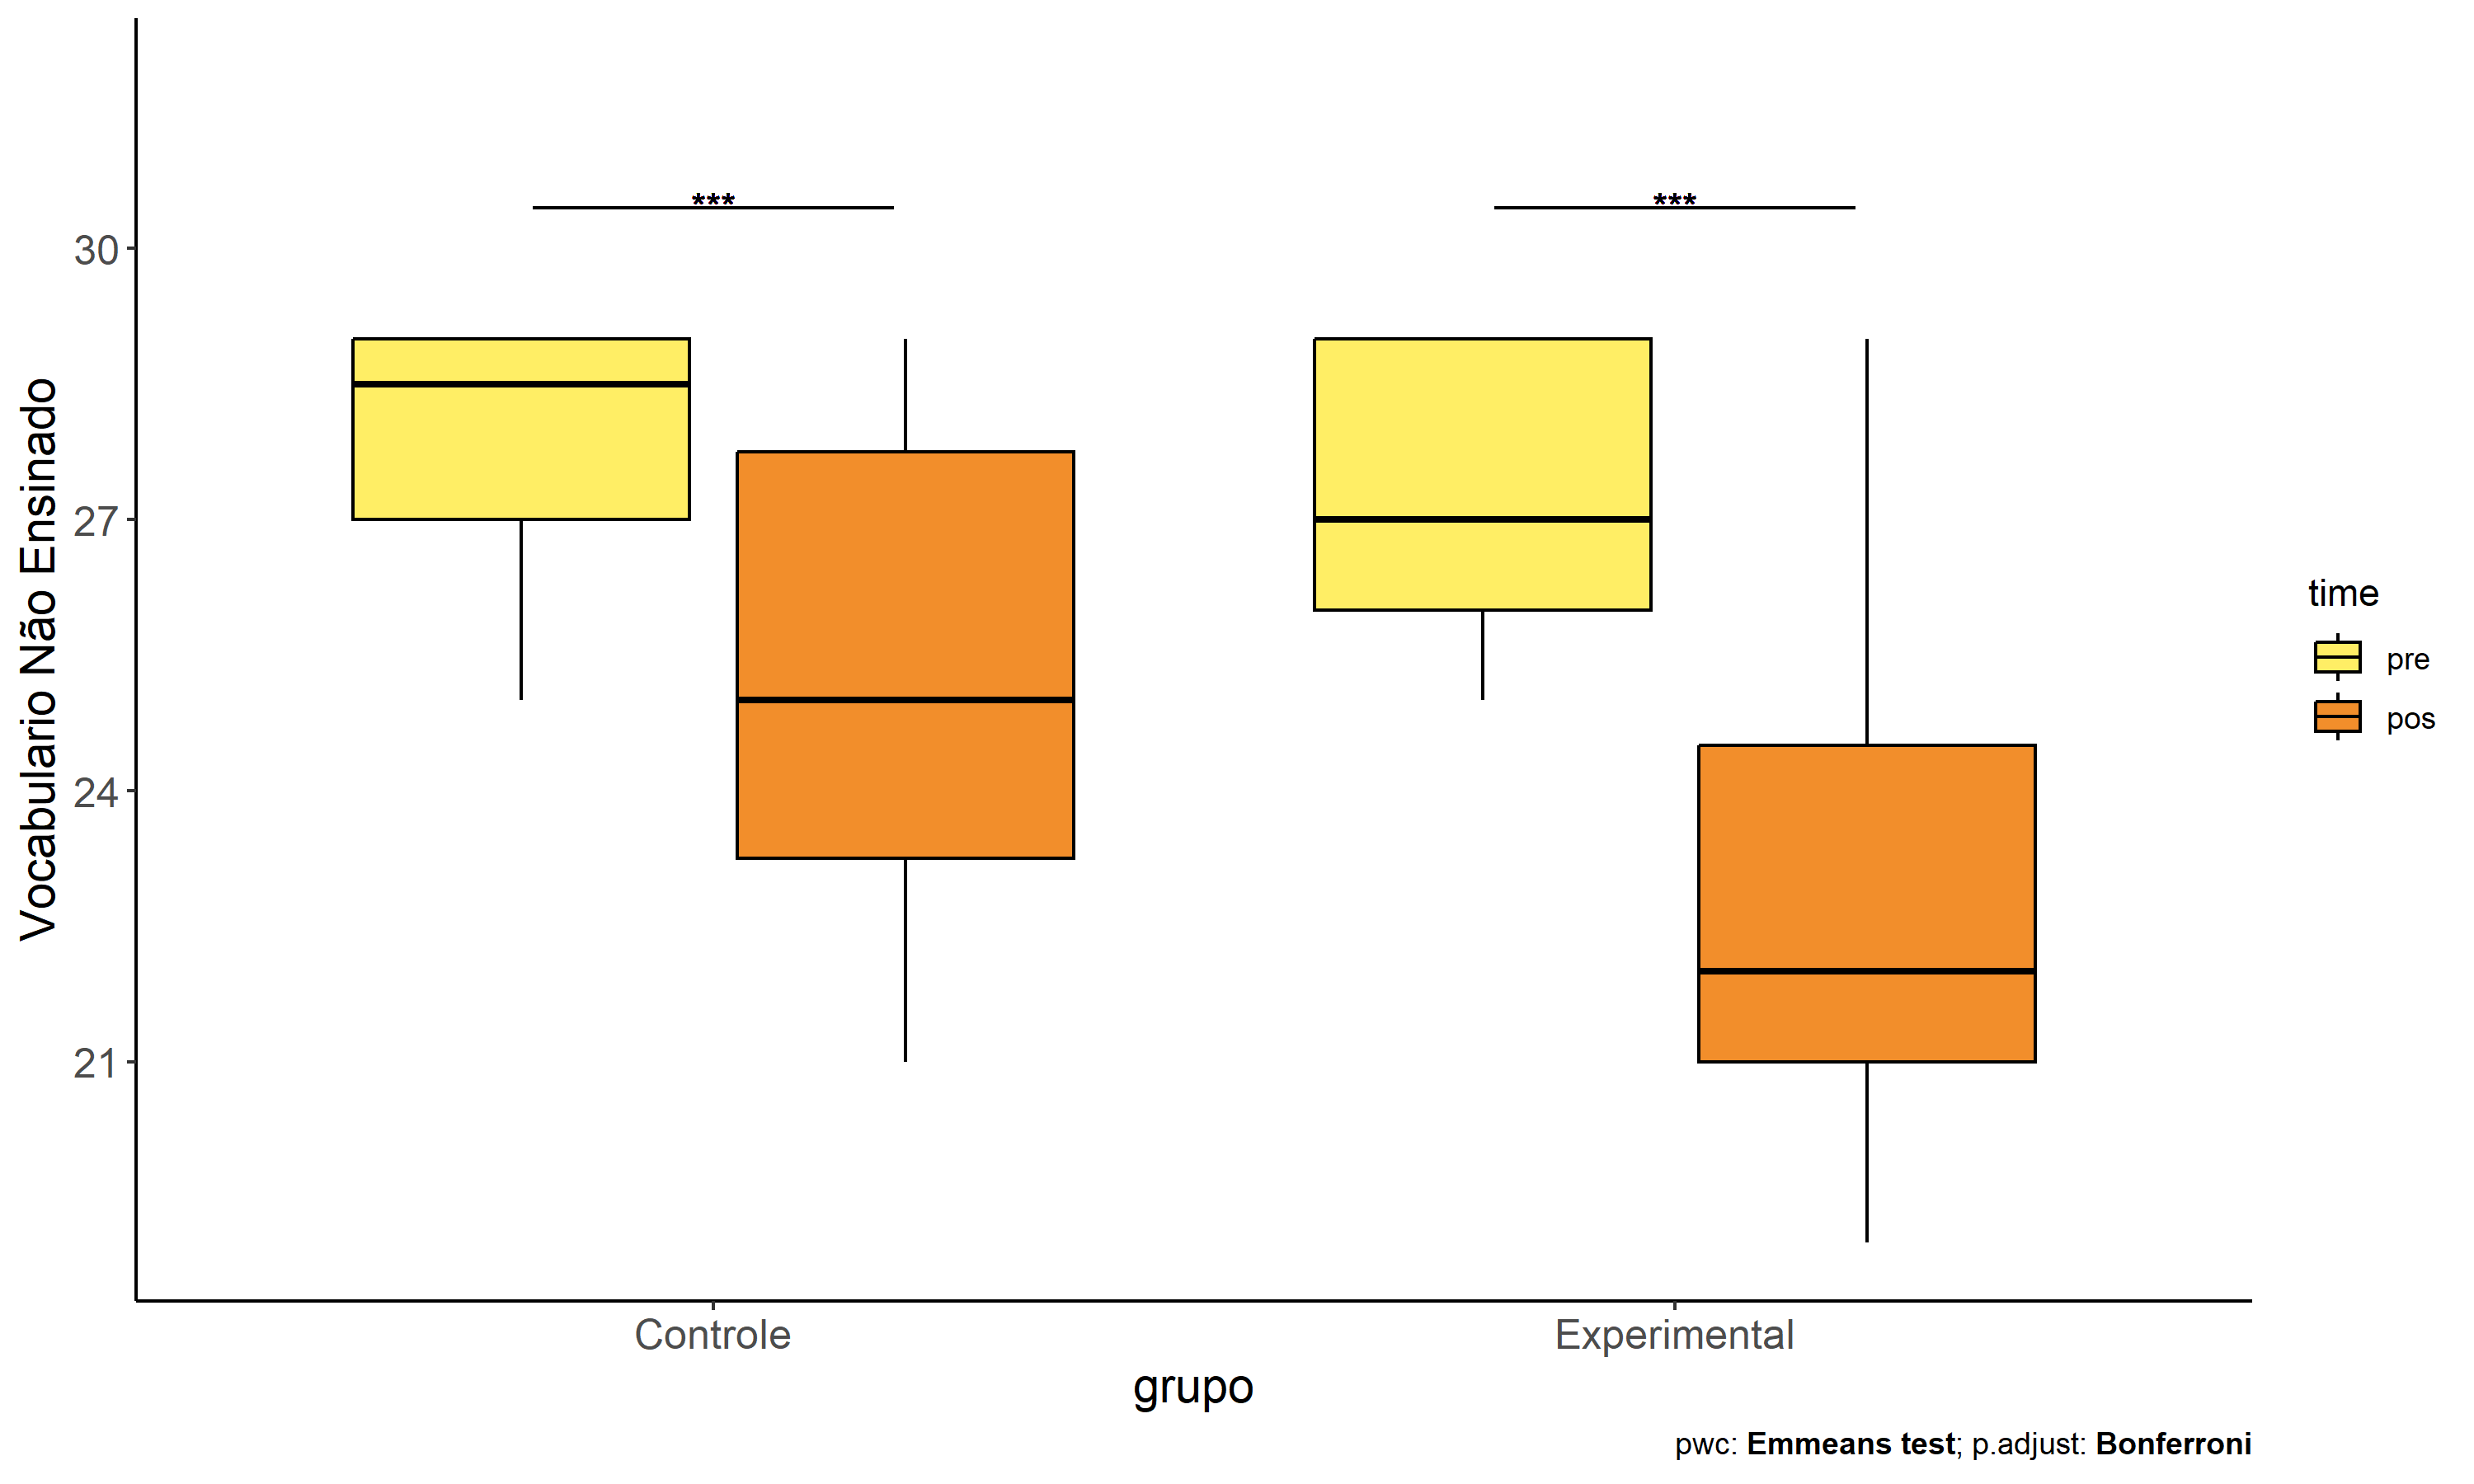 Vocabulario Não Ensinado
30
27
24
21
***
***
Controle
Experimental
grupo
time
pre
pos
pwc: Emmeans test; p.adjust: Bonferroni